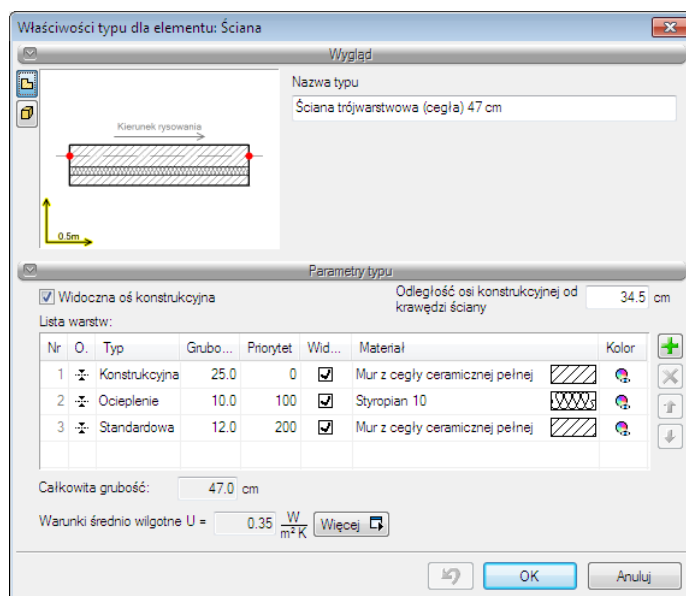 Właściwości typu dla elementu: Ściana
Wygląd
Nazwa typu
Ściana trójwarstwowa (cegła) 47 cm
Kierunek rysowania
0.5m
Parametry typu
Widoczna oś konstrukcyjna
Odległość osi konstrukcyjnej od krawędzi ściany
34.5 cm
Lista warstw:
Nr O. Typ Grubo... Priorytet Wid... Materiał Kolor
1 Konstrukcyjna 25.0 0 Mur z cegły ceramicznej pełnej
2 Ocieplenie 10.0 100 Styropian 10
3 Standardowa 12.0 200 Mur z cegły ceramicznej pełnej
Całkowita grubość: 47.0 cm
Warunki średnio wilgotne U = 0.35 W/m²K Więcej
OK Anuluj